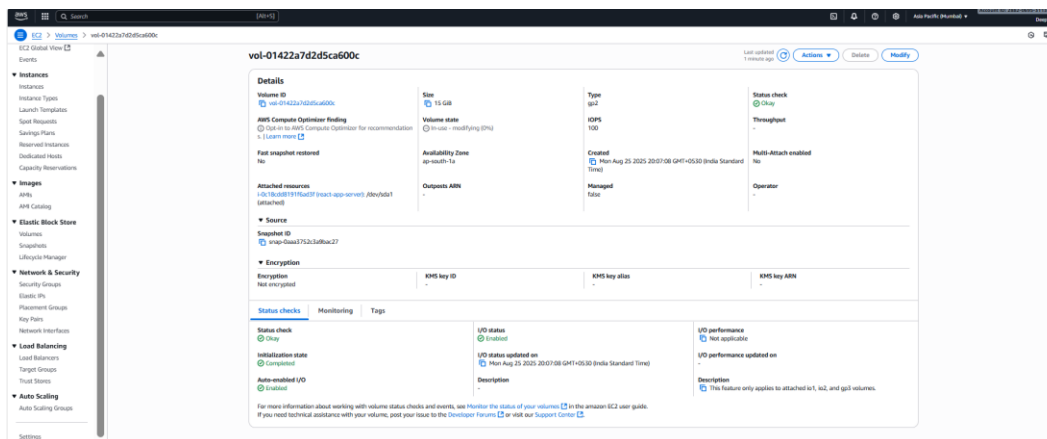 aws
Search
[Alt+S]
Asia Pacific (Mumbai)
EC2 > Volumes > vol-01422a7d2d5ca600c
EC2 Global View
Events
Instances
Instances
Instance Types
Launch Templates
Spot Requests
Savings Plans
Reserved Instances
Dedicated Hosts
Capacity Reservations
Images
AMIs
AMI Catalog
Elastic Block Store
Volumes
Snapshots
Lifecycle Manager
Network & Security
Security Groups
Elastic IPs
Placement Groups
Key Pairs
Network Interfaces
Load Balancing
Load Balancers
Target Groups
Trust Stores
Auto Scaling
Auto Scaling Groups
Settings
vol-01422a7d2d5ca600c
Last updated
1 minute ago
Actions
Delete
Modify
Details
Volume ID
vol-01422a7d2d5ca600c
Size
15 GiB
Type
gp2
Status check
Okay
AWS Compute Optimizer finding
Opt-in to AWS Compute Optimizer for recommendation
s. | Learn more
Volume state
In-use - modifying (0%)
IOPS
100
Throughput
-
Fast snapshot restored
No
Availability Zone
ap-south-1a
Created
Mon Aug 25 2025 20:07:08 GMT+0530 (India Standard
Time)
Multi-Attach enabled
No
Attached resources
i-0c18cdd8191f6ad3f (react-app-server): /dev/sda1
(attached)
Outposts ARN
-
Managed
false
Operator
-
Source
Snapshot ID
snap-0aaa3752c3a9bac27
Encryption
Encryption
Not encrypted
KMS key ID
-
KMS key alias
-
KMS key ARN
-
Status checks
Monitoring
Tags
Status check
Okay
I/O status
Enabled
I/O performance
Not applicable
Initialization state
Completed
I/O status updated on
Mon Aug 25 2025 20:07:08 GMT+0530 (India Standard Time)
I/O performance updated on
-
Auto-enabled I/O
Enabled
Description
-
Description
This feature only applies to attached io1, io2, and gp3 volumes.
For more information about working with volume status checks and events, see Monitor the status of your volumes in the amazon EC2 user guide.
If you need technical assistance with your volume, post your issue to the Developer Forums or visit our Support Center.